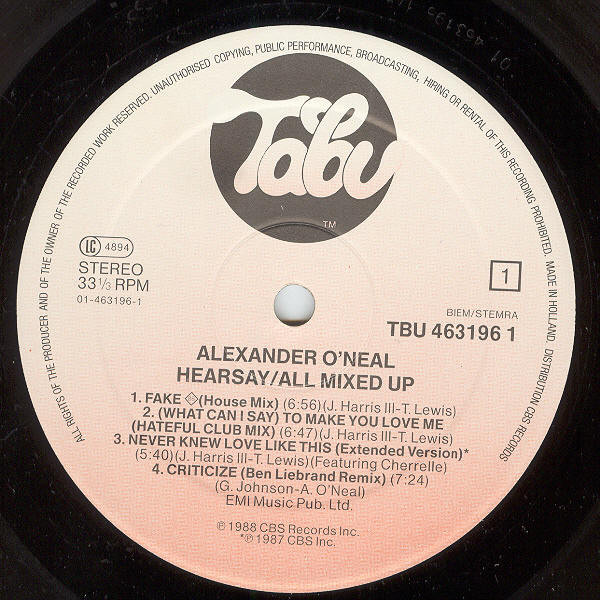 ALL RIGHTS OF THE PRODUCER AND OF THE OWNER OF THE RECORDED WORK RESERVED. UNAUTHORISED COPYING, PUBLIC PERFORMANCE, BROADCASTING, HIRING OR RENTAL OF THIS RECORDING PROHIBITED. MADE IN HOLLAND. DISTRIBUTION CBS RECORDS
Tabu
TM
LC 4894
STEREO
33 1/3 RPM
01-463196-1
1
BIEM/STEMRA
TBU 463196 1
ALEXANDER O'NEAL
HEARSAY/ALL MIXED UP
1. FAKE (House Mix) (6:56)(J. Harris III-T. Lewis)
2. (WHAT CAN I SAY) TO MAKE YOU LOVE ME
(HATEFUL CLUB MIX) (6:47)(J. Harris III-T. Lewis)
3. NEVER KNEW LOVE LIKE THIS (Extended Version)*
(5:40)(J. Harris III-T. Lewis)(Featuring Cherrelle)
4. CRITICIZE (Ben Liebrand Remix) (7:24)
(G. Johnson-A. O'Neal)
EMI Music Pub. Ltd.
℗ 1988 CBS Records Inc.
*℗ 1987 CBS Inc.